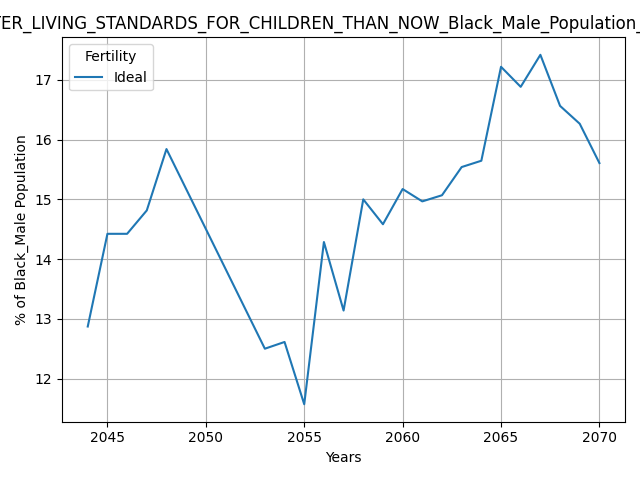 TER_LIVING_STANDARDS_FOR_CHILDREN_THAN_NOW_Black_Male_Population_
Fertility
Ideal
% of Black_Male Population
17
16
15
14
13
12
2045 2050 2055 2060 2065 2070
Years